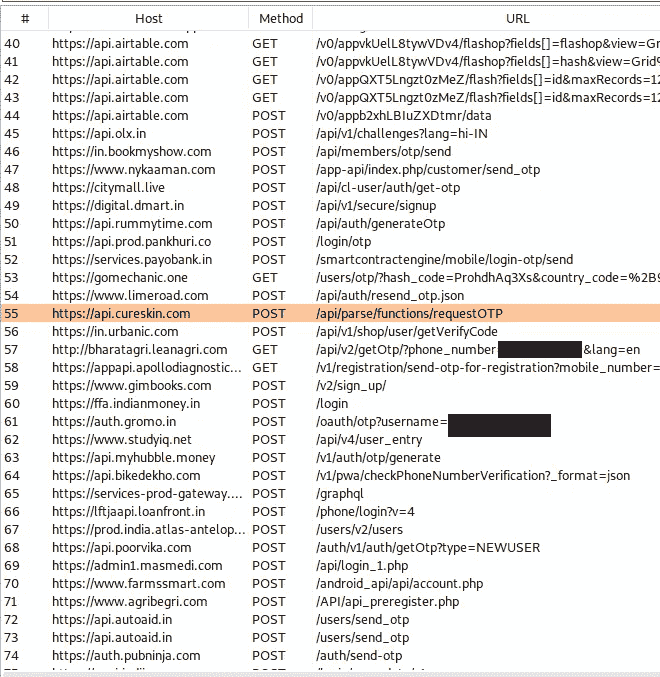 # Host Method URL
40 https://api.airtable.com GET /v0/appvkUelL8tywVDv4/flashop?fields[]=flashop&view=Gr
41 https://api.airtable.com GET /v0/appvkUelL8tywVDv4/flashop?fields[]=hash&view=Grid%
42 https://api.airtable.com GET /v0/appQXT5Lngzt0zMeZ/flash?fields[]=id&maxRecords=12
43 https://api.airtable.com GET /v0/appQXT5Lngzt0zMeZ/flash?fields[]=id&maxRecords=12
44 https://api.airtable.com POST /v0/appb2xhLBIuZXDtmr/data
45 https://api.olx.in POST /api/v1/challenges?lang=hi-IN
46 https://in.bookmyshow.com POST /api/members/otp/send
47 https://www.nykaaman.com POST /app-api/index.php/customer/send_otp
48 https://citymall.live POST /api/cl-user/auth/get-otp
49 https://digital.dmart.in POST /api/v1/secure/signup
50 https://api.rummytime.com POST /api/auth/generateOtp
51 https://api.prod.pankhuri.co POST /login/otp
52 https://services.payobank.in POST /smartcontractengine/mobile/login-otp/send
53 https://gomechanic.one GET /users/otp/?hash_code=ProhdhAq3Xs&country_code=%2B9
54 https://www.limeroad.com POST /api/auth/resend_otp.json
55 https://api.cureskin.com POST /api/parse/functions/requestOTP
56 https://in.urbanic.com POST /api/v1/shop/user/getVerifyCode
57 http://bharatagri.leanagri.com GET /api/v2/getOtp/?phone_number &lang=en
58 https://appapi.apollodiagnostic... GET /v1/registration/send-otp-for-registration?mobile_number=
59 https://www.gimbooks.com POST /v2/sign_up/
60 https://ffa.indianmoney.in POST /login
61 https://auth.gromo.in POST /oauth/otp?username=
62 https://www.studyiq.net POST /api/v4/user_entry
63 https://api.myhubble.money POST /v1/auth/otp/generate
64 https://api.bikedekho.com POST /v1/pwa/checkPhoneNumberVerification?_format=json
65 https://services-prod-gateway.... POST /graphql
66 https://lftjaapi.loanfront.in POST /phone/login?v=4
67 https://prod.india.atlas-antelop... POST /users/v2/users
68 https://api.poorvika.com POST /auth/v1/auth/getOtp?type=NEWUSER
69 https://admin1.masmedi.com POST /api/login_1.php
70 https://www.farmssmart.com POST /android_api/api/account.php
71 https://www.agribegri.com POST /API/api_preregister.php
72 https://api.autoaid.in POST /users/send_otp
73 https://api.autoaid.in POST /users/send_otp
74 https://auth.pubninja.com POST /auth/send-otp